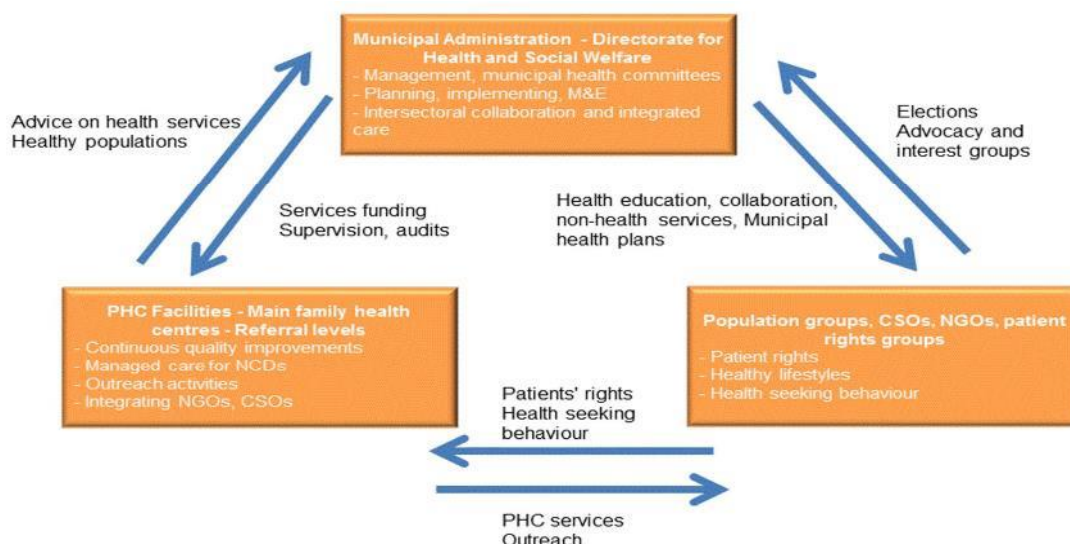 Municipal Administration - Directorate for
Health and Social Welfare
- Management, municipal health committees
- Planning, implementing, M&E
- Intersectoral collaboration and integrated
care
Advice on health services
Healthy populations
Elections
Advocacy and
interest groups
Services funding
Supervision, audits
Health education, collaboration,
non-health services, Municipal
health plans
PHC Facilities - Main family health
centres - Referral levels
- Continuous quality improvements
- Managed care for NCDs
- Outreach activities
- Integrating NGOs, CSOs
Population groups, CSOs, NGOs, patient
rights groups
- Patient rights
- Healthy lifestyles
- Health seeking behaviour
Patients' rights
Health seeking
behaviour
PHC services
Outreach